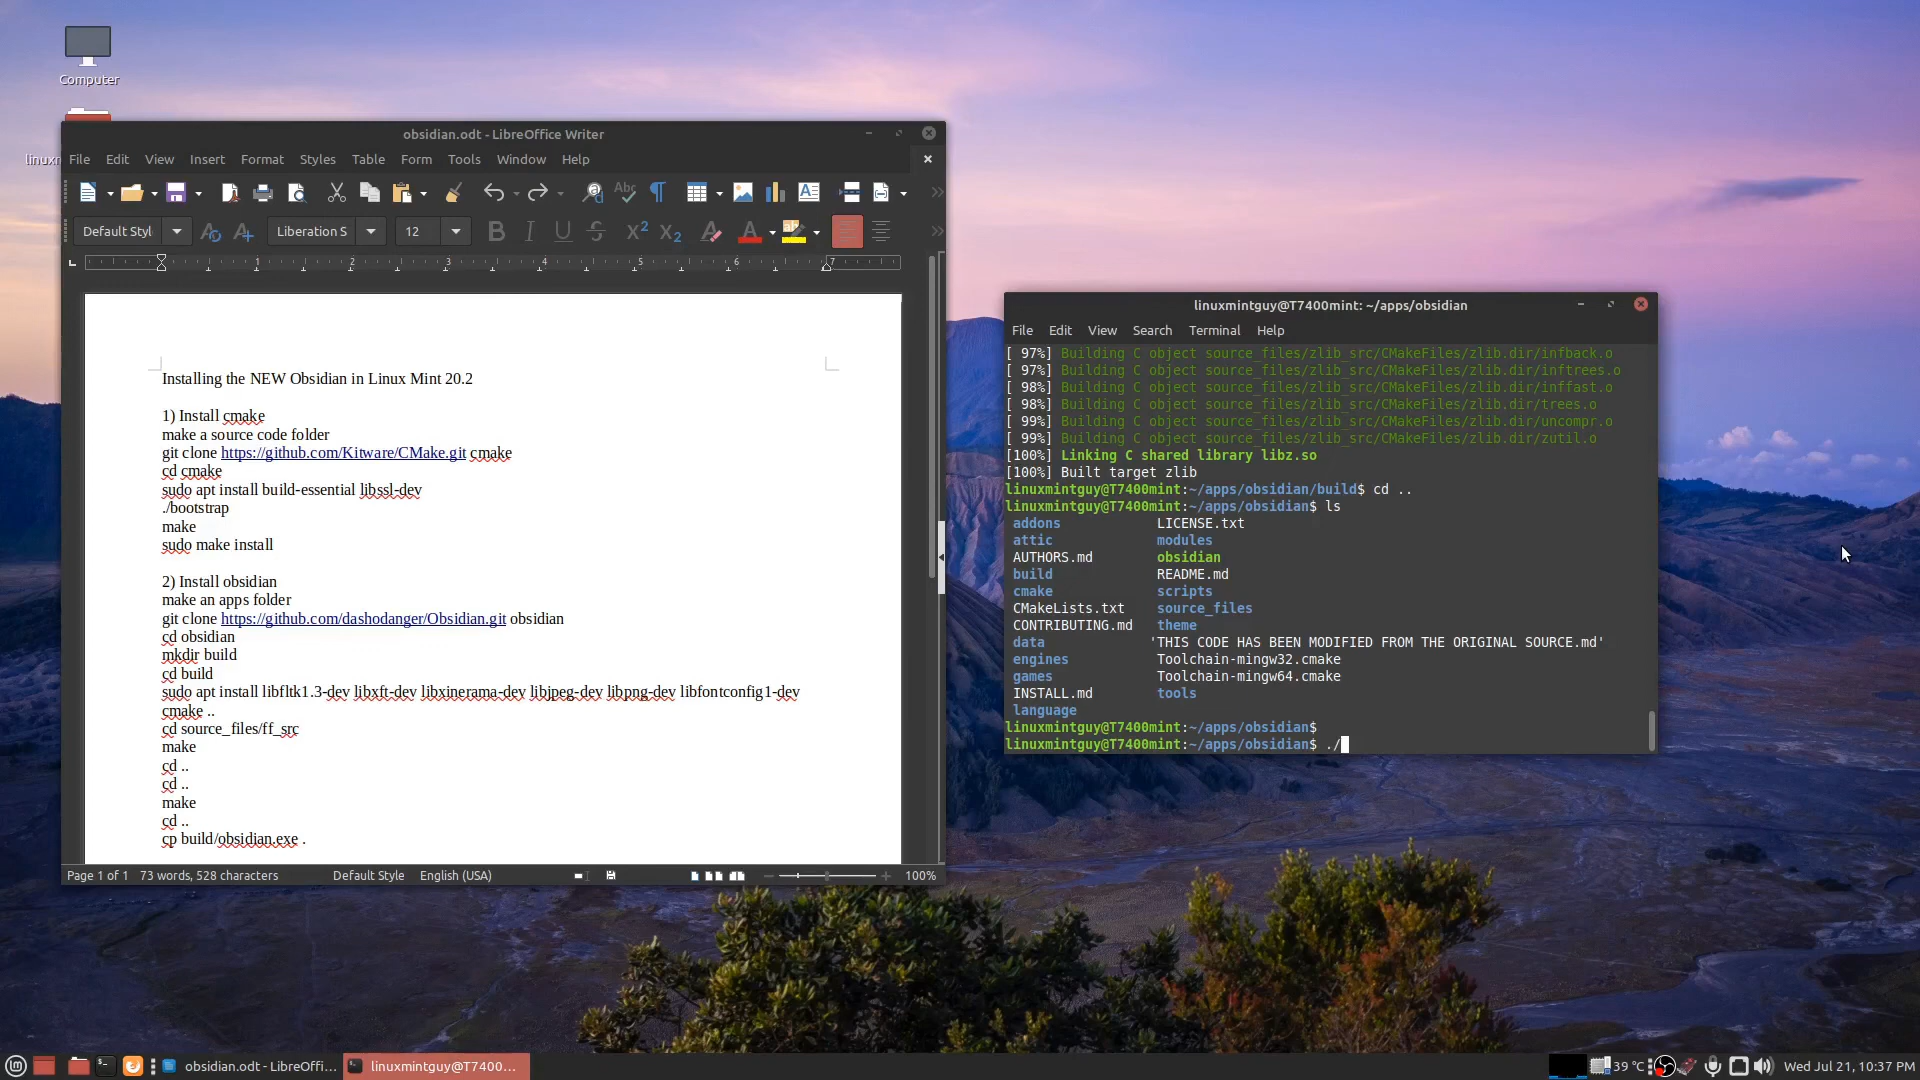 Computer
linuxm
obsidian.odt - LibreOffice Writer
File Edit View Insert Format Styles Table Form Tools Window Help
Default Styl Liberation S 12
1 2 3 4 5 6 7
Installing the NEW Obsidian in Linux Mint 20.2
1) Install cmake
make a source code folder
git clone https://github.com/Kitware/CMake.git cmake
cd cmake
sudo apt install build-essential libssl-dev
./bootstrap
make
sudo make install
2) Install obsidian
make an apps folder
git clone https://github.com/dashodanger/Obsidian.git obsidian
cd obsidian
mkdir build
cd build
sudo apt install libfltk1.3-dev libxft-dev libxinerama-dev libjpeg-dev libpng-dev libfontconfig1-dev
cmake ..
cd source_files/ff_src
make
cd ..
cd ..
make
cd ..
cp build/obsidian.exe .
Page 1 of 1 73 words, 528 characters Default Style English (USA) 100%
linuxmintguy@T7400mint: ~/apps/obsidian
File Edit View Search Terminal Help
[ 97%] Building C object source_files/zlib_src/CMakeFiles/zlib.dir/infback.o
[ 97%] Building C object source_files/zlib_src/CMakeFiles/zlib.dir/inftrees.o
[ 98%] Building C object source_files/zlib_src/CMakeFiles/zlib.dir/inffast.o
[ 98%] Building C object source_files/zlib_src/CMakeFiles/zlib.dir/trees.o
[ 99%] Building C object source_files/zlib_src/CMakeFiles/zlib.dir/uncompr.o
[ 99%] Building C object source_files/zlib_src/CMakeFiles/zlib.dir/zutil.o
[100%] Linking C shared library libz.so
[100%] Built target zlib
linuxmintguy@T7400mint:~/apps/obsidian/build$ cd ..
linuxmintguy@T7400mint:~/apps/obsidian$ ls
addons LICENSE.txt
attic modules
AUTHORS.md obsidian
build README.md
cmake scripts
CMakeLists.txt source_files
CONTRIBUTING.md theme
data 'THIS CODE HAS BEEN MODIFIED FROM THE ORIGINAL SOURCE.md'
engines Toolchain-mingw32.cmake
games Toolchain-mingw64.cmake
INSTALL.md tools
language
linuxmintguy@T7400mint:~/apps/obsidian$
linuxmintguy@T7400mint:~/apps/obsidian$ ./
obsidian.odt - LibreOffi... linuxmintguy@T7400... 39 °C Wed Jul 21, 10:37 PM